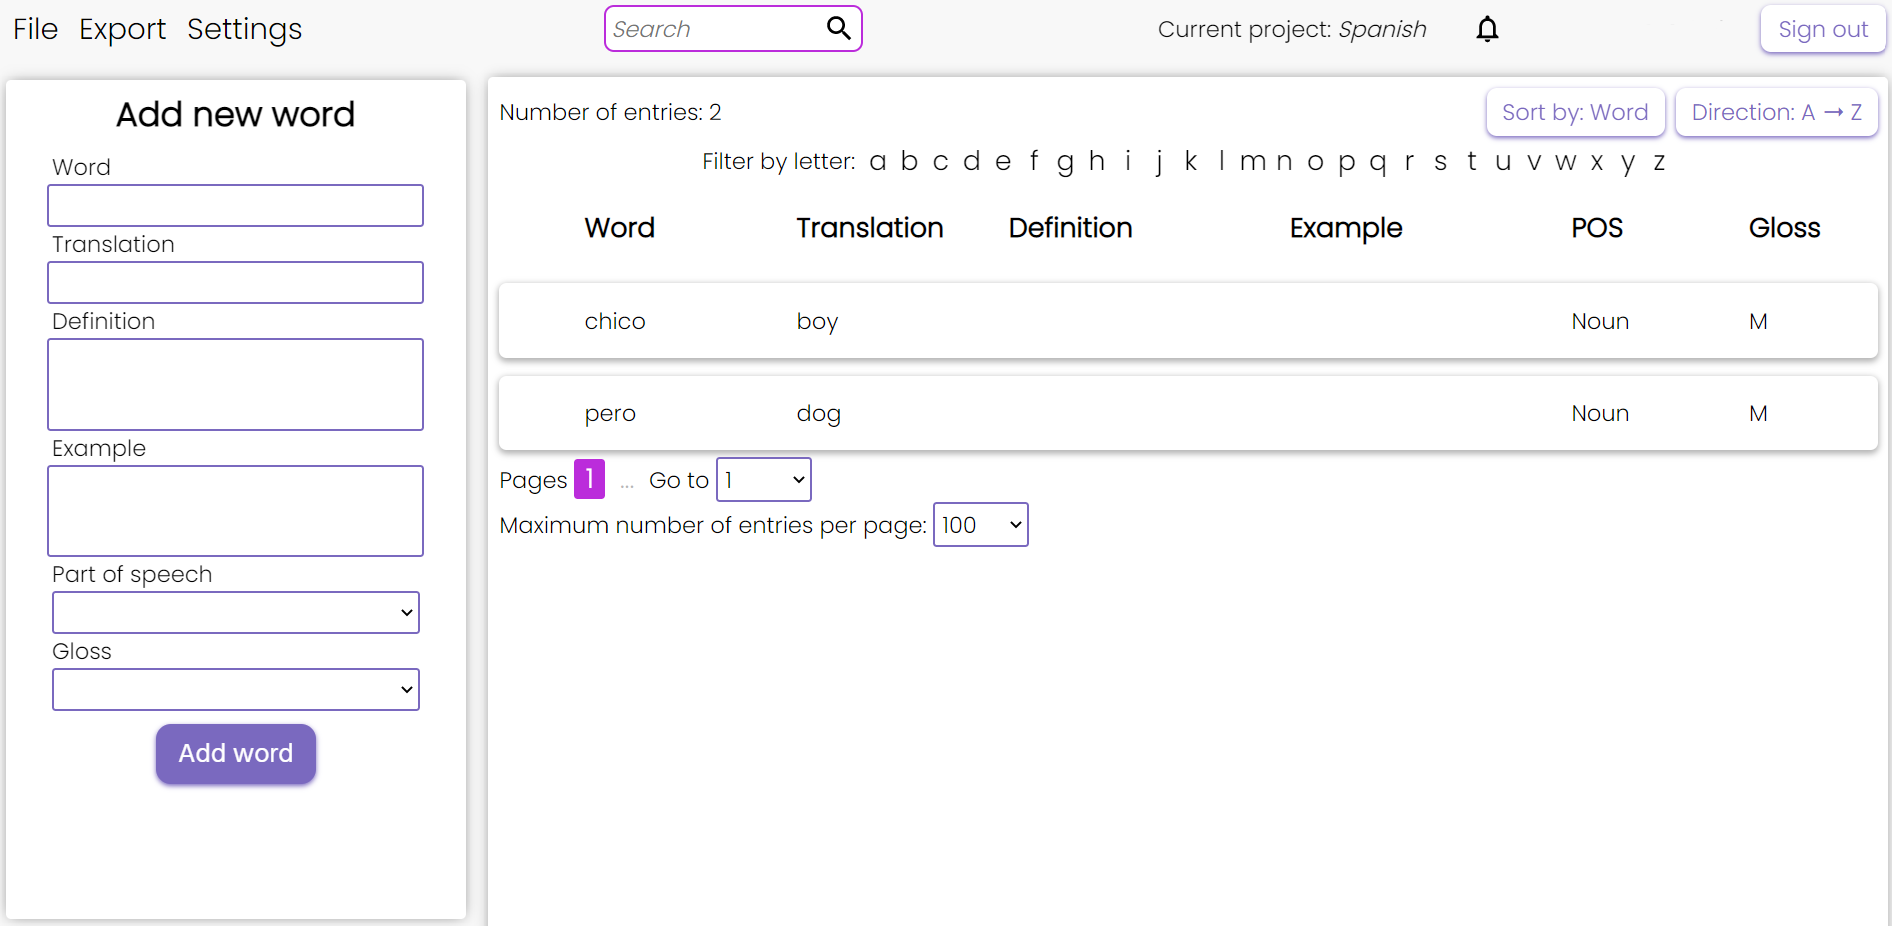 File Export Settings Search Current project: Spanish Sign out
Add new word
Word
Translation
Definition
Example
Part of speech
Gloss
Add word
Number of entries: 2 Sort by: Word Direction: A → Z
Filter by letter: a b c d e f g h i j k l m n o p q r s t u v w x y z
Word Translation Definition Example POS Gloss
chico boy Noun M
pero dog Noun M
Pages 1 ... Go to 1
Maximum number of entries per page: 100